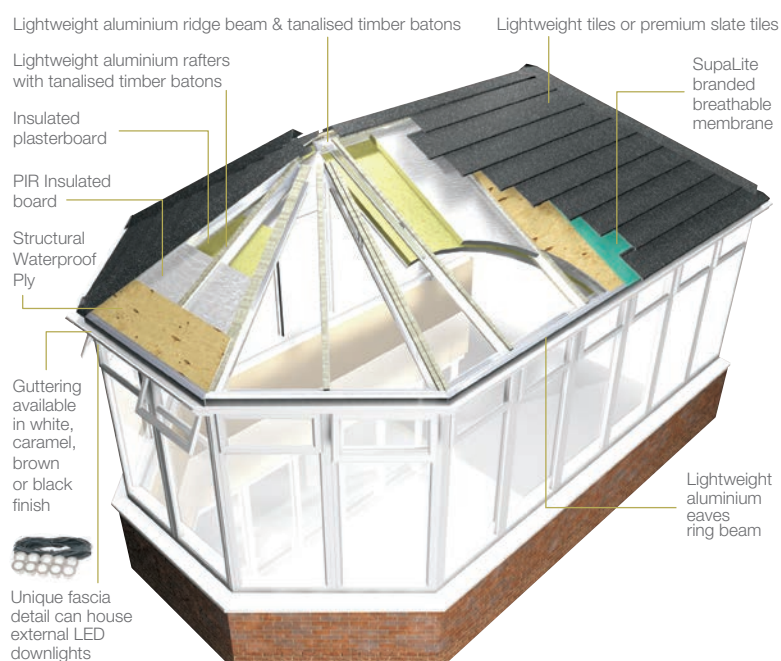 Lightweight aluminium ridge beam & tanalised timber batons
Lightweight tiles or premium slate tiles
Lightweight aluminium rafters
with tanalised timber batons
SupaLite
branded
breathable
membrane
Insulated
plasterboard
PIR Insulated
board
Structural
Waterproof
Ply
Guttering
available
in white,
caramel,
brown
or black
finish
Lightweight
aluminium
eaves
ring beam
Unique fascia
detail can house
external LED
downlights